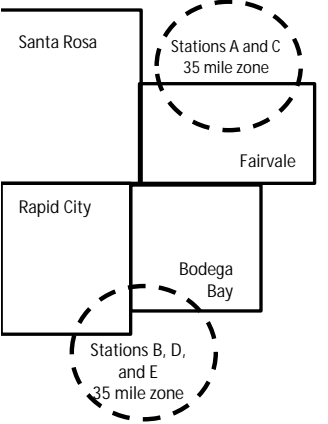 Santa Rosa
Stations A and C
35 mile zone
Fairvale
Rapid City
Bodega
Bay
Stations B, D,
and E
35 mile zone